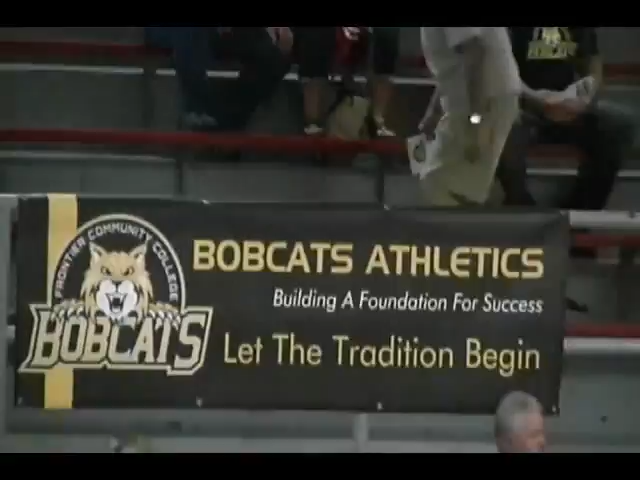 FRONTIER COMMUNITY COLLEGE
BOBCATS
BOBCATS ATHLETICS
Building A Foundation For Success
Let The Tradition Begin